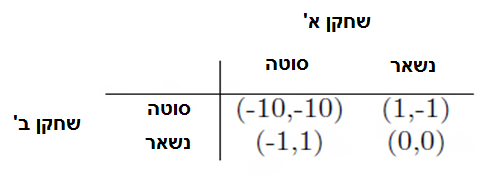 שחקן א'
סוטה נשאר
שחקן ב'
סוטה (-10,-10) (1,-1)
נשאר (-1,1) (0,0)